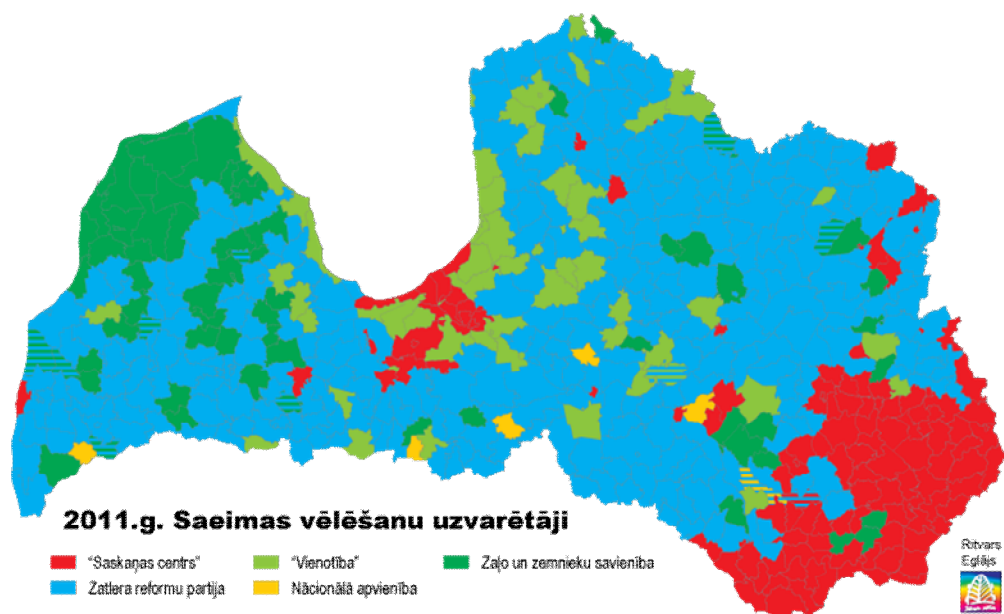 2011.g. Saeimas vēlēšanu uzvarētāji
"Saskaņas centrs"
"Vienotība"
Zaļo un zemnieku savienība
Zatlera reformu partija
Nācionālā apvienība
Ritvars
Eglājs